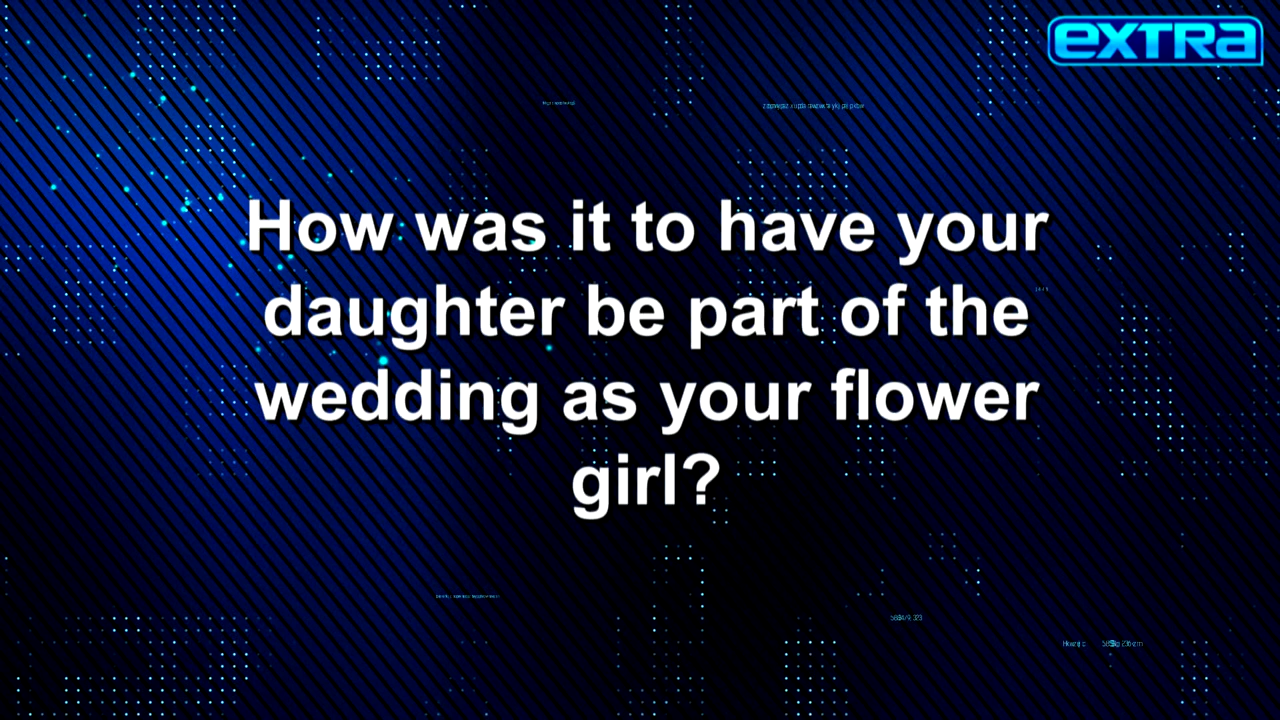 extra
How was it to have your
daughter be part of the
wedding as your flower
girl?